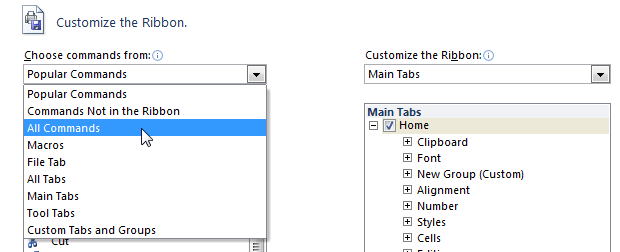 Customize the Ribbon.
Choose commands from:
Popular Commands
Popular Commands
Commands Not in the Ribbon
All Commands
Macros
File Tab
All Tabs
Main Tabs
Tool Tabs
Custom Tabs and Groups
Cut
Customize the Ribbon:
Main Tabs
Main Tabs
Home
Clipboard
Font
New Group (Custom)
Alignment
Number
Styles
Cells